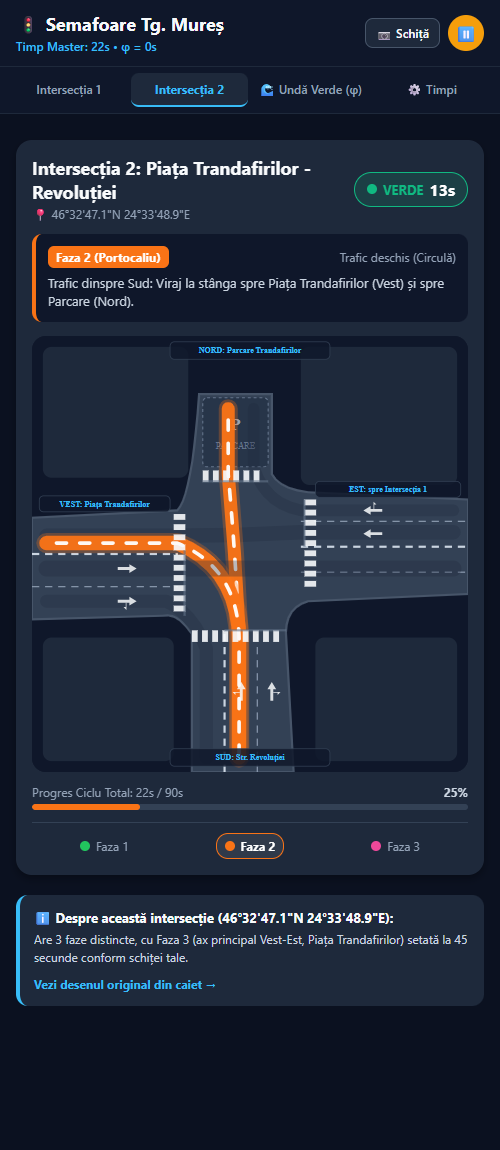 Semafoare Tg. Mureș
Timp Master: 22s • φ = 0s
Schiță
Intersecția 1
Intersecția 2
Undă Verde (φ)
Timpi
Intersecția 2: Piața Trandafirilor -
Revoluției
46°32'47.1"N 24°33'48.9"E
VERDE 13s
Faza 2 (Portocaliu)
Trafic deschis (Circulă)
Trafic dinspre Sud: Viraj la stânga spre Piața Trandafirilor (Vest) și spre
Parcare (Nord).
NORD: Parcare Trandafirilor
P
VEST: Piața Trandafirilor
EST: spre Intersecția 1
SUD: Str. Revoluției
Progres Ciclu Total: 22s / 90s
25%
Faza 1
Faza 2
Faza 3
Despre această intersecție (46°32'47.1"N 24°33'48.9"E):
Are 3 faze distincte, cu Faza 3 (ax principal Vest-Est, Piața Trandafirilor) setată la 45
secunde conform schiței tale.
Vezi desenul original din caiet →